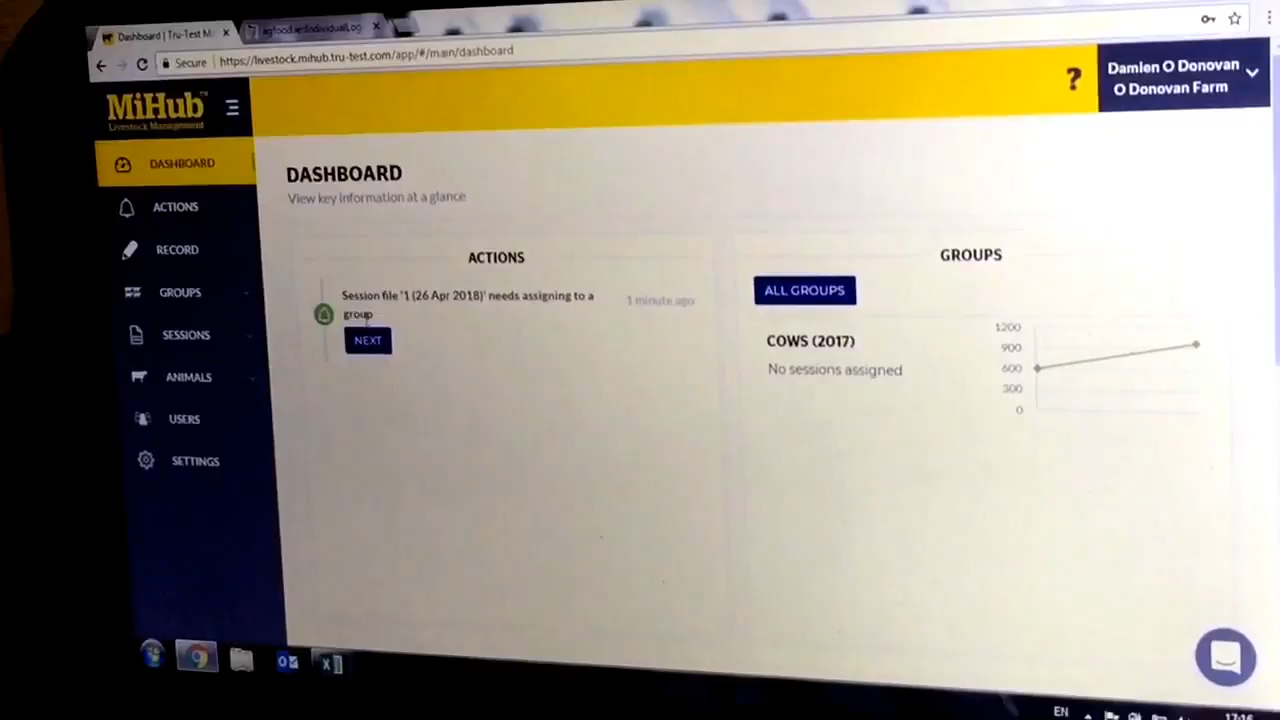 Dashboard | Tru-Test M
Secure
https://livestock.mihub.tru-test.com/app/#/main/dashboard
MiHub™
Livestock Management
?
Damien O Donovan
O Donovan Farm
DASHBOARD
ACTIONS
RECORD
GROUPS
SESSIONS
ANIMALS
USERS
SETTINGS
DASHBOARD
View key information at a glance
ACTIONS
Session file '1 (26 Apr 2018)' needs assigning to a
group
1 minute ago
NEXT
GROUPS
ALL GROUPS
COWS (2017)
No sessions assigned
1200
900
600
300
0
EN